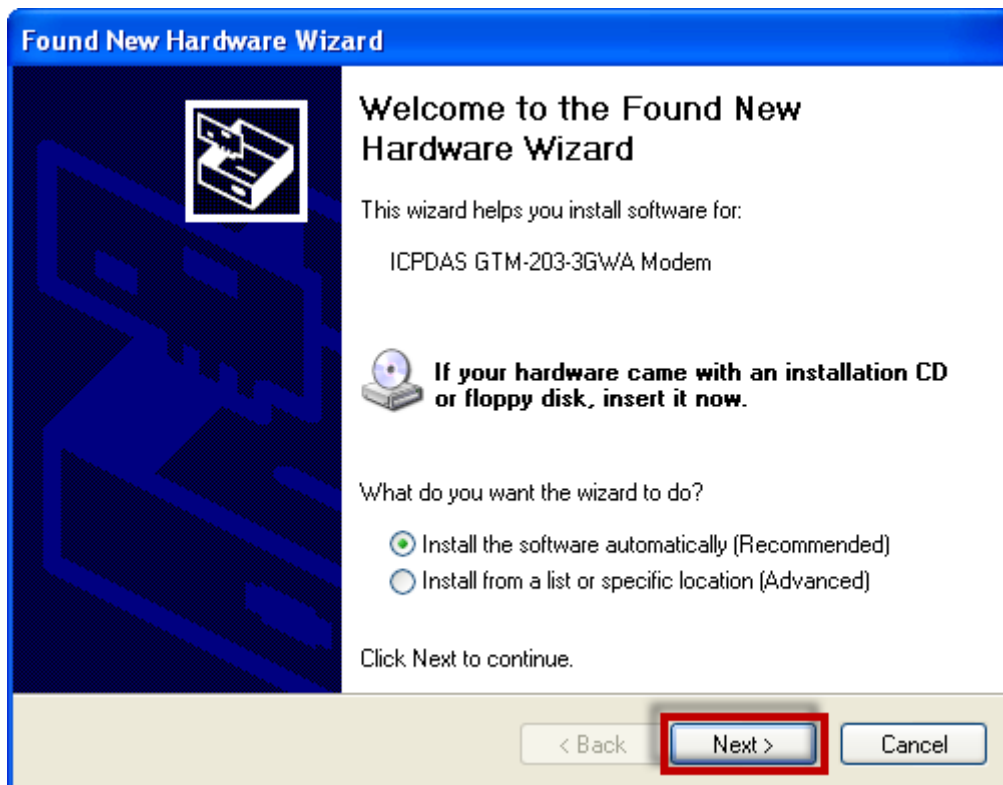 Found New Hardware Wizard
Welcome to the Found New
Hardware Wizard
This wizard helps you install software for:
ICPDAS GTM-203-3GWA Modem
If your hardware came with an installation CD
or floppy disk, insert it now.
What do you want the wizard to do?
Install the software automatically (Recommended)
Install from a list or specific location (Advanced)
Click Next to continue.
< Back Next > Cancel